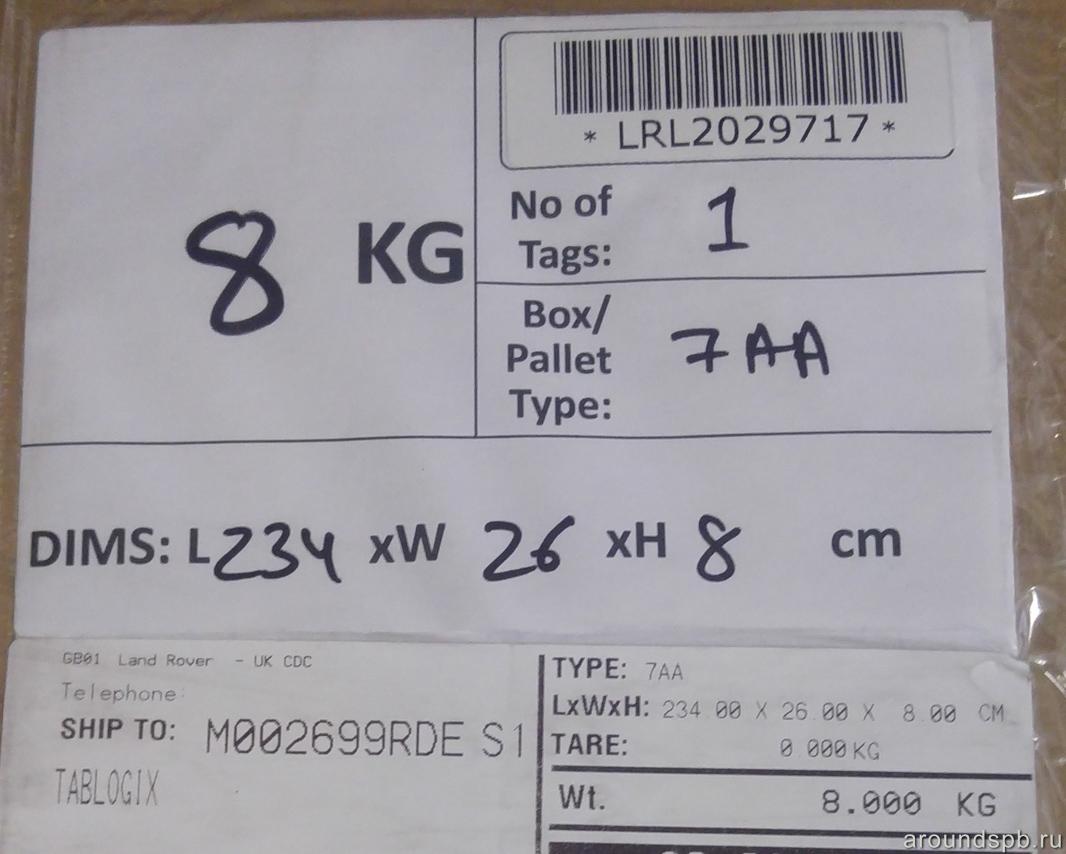 * LRL2029717 *
8 KG
No of
Tags: 1
Box/
Pallet
Type: 7AA
DIMS: L234 xW 26 xH 8 cm
GB01 Land Rover - UK CDC
Telephone:
SHIP TO: M002699RDE S1
TABLOGIX
TYPE: 7AA
LxWxH: 234.00 X 26.00 X 8.00 CM
TARE: 0.000 KG
Wt. 8.000 KG
aroundspb.ru